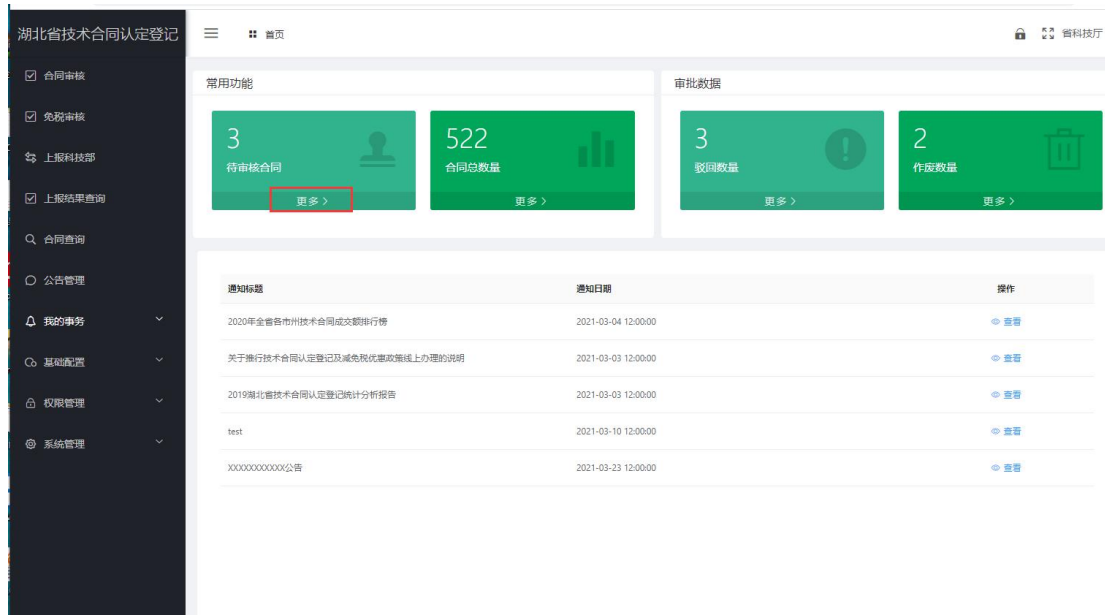 湖北省技术合同认定登记
首页
省科技厅
合同审核
免税审核
上报科技部
上报结果查询
合同查询
公告管理
我的事务
基础配置
权限管理
系统管理
常用功能
3
待审核合同
更多 >
522
合同总数量
更多 >
审批数据
3
驳回数量
更多 >
2
作废数量
更多 >
通知标题 通知日期 操作
2020年全省各市州技术合同成交额排行榜 2021-03-04 12:00:00 查看
关于推行技术合同认定登记及减免税优惠政策线上办理的说明 2021-03-03 12:00:00 查看
2019湖北省技术合同认定登记统计分析报告 2021-03-03 12:00:00 查看
test 2021-03-10 12:00:00 查看
XXXXXXXXXXX公告 2021-03-23 12:00:00 查看